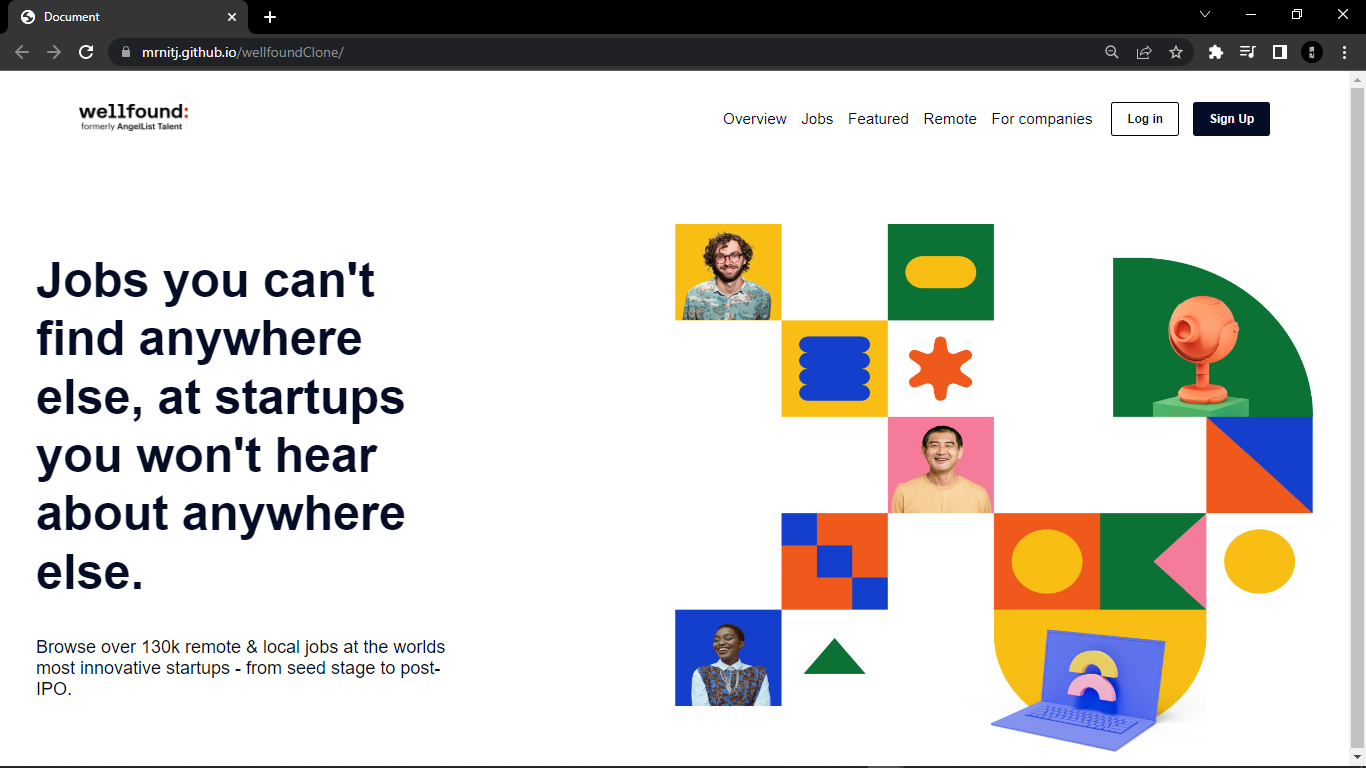 Document
mrnitj.github.io/wellfoundClone/
wellfound:
formerly AngelList Talent
Overview Jobs Featured Remote For companies Log in Sign Up
Jobs you can't
find anywhere
else, at startups
you won't hear
about anywhere
else.
Browse over 130k remote & local jobs at the worlds
most innovative startups - from seed stage to post-
IPO.